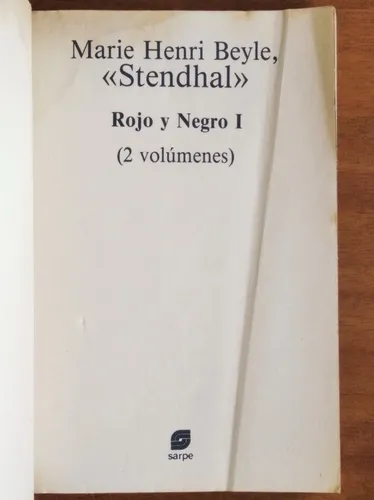 Marie Henri Beyle,
«Stendhal»
Rojo y Negro I
(2 volúmenes)
sarpe